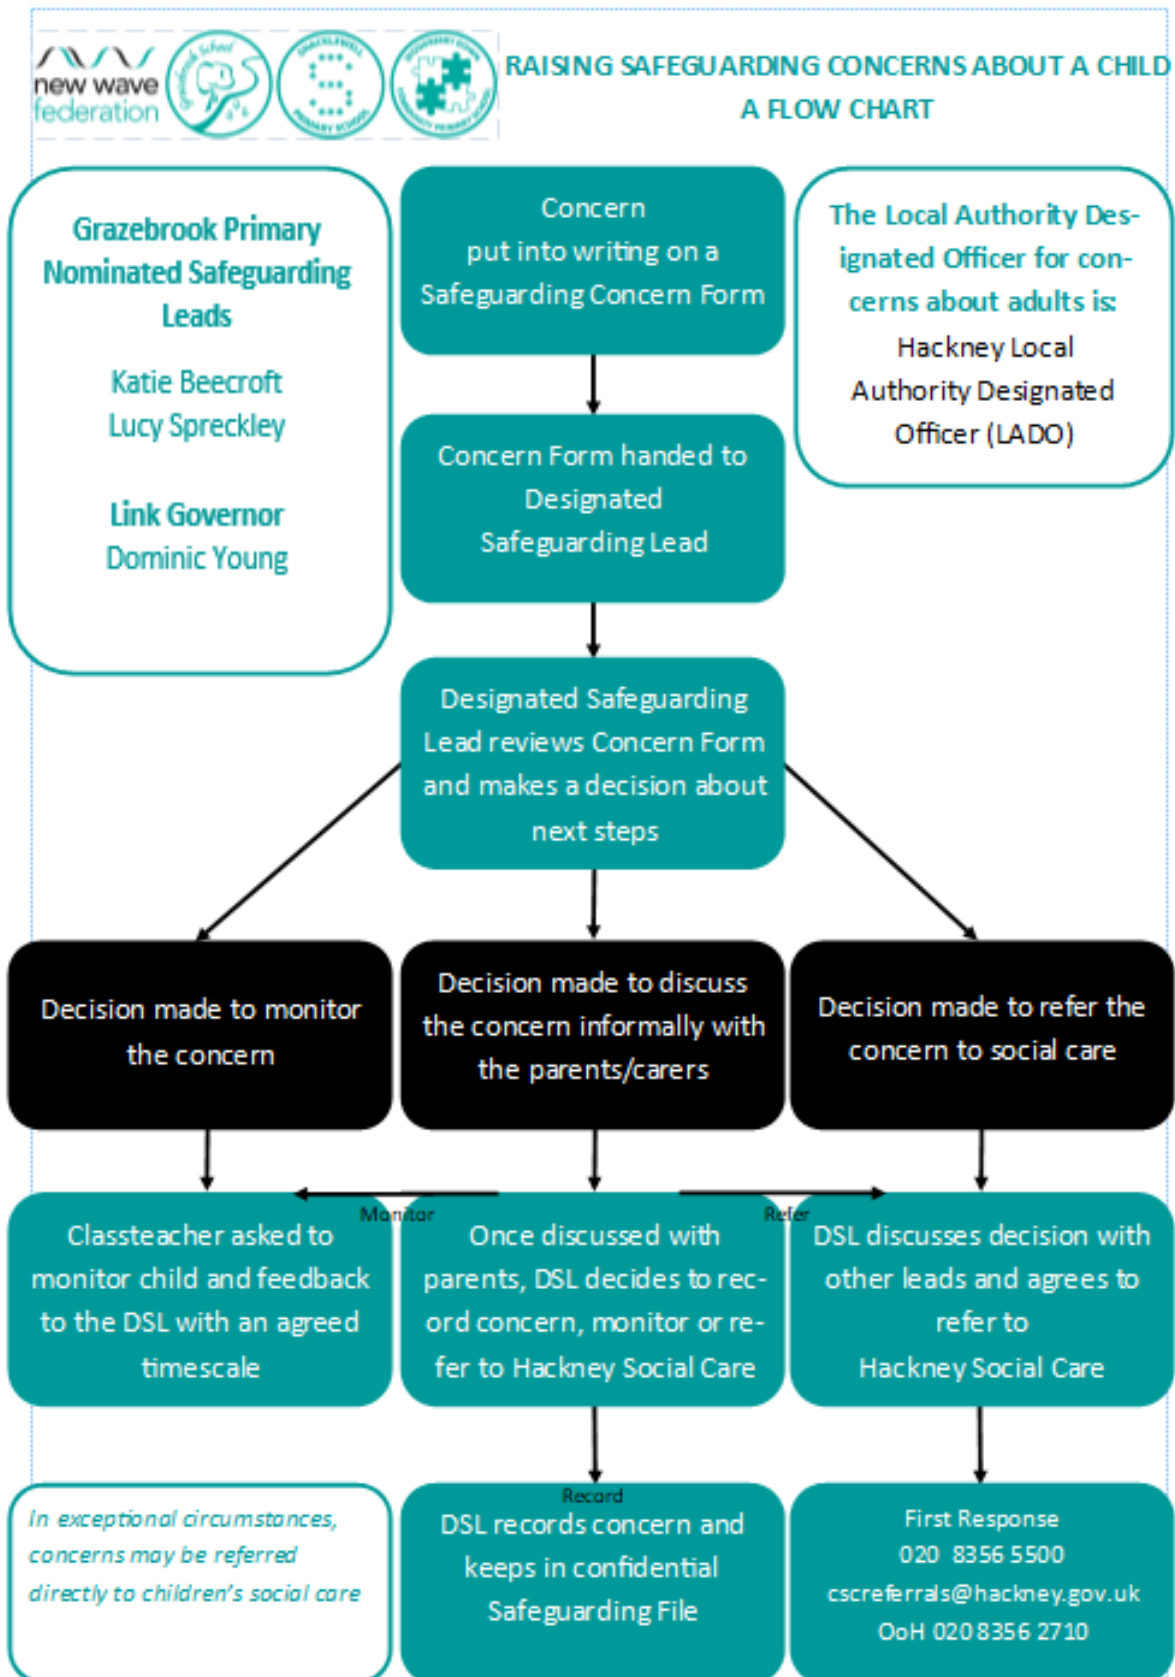 new wave
federation
Grazebrook School
SHACKLEWELL
PRIMARY SCHOOL
COMMUNITY PRIMARY SCHOOL
RAISING SAFEGUARDING CONCERNS ABOUT A CHILD
A FLOW CHART
Grazebrook Primary
Nominated Safeguarding
Leads
Katie Beecroft
Lucy Spreckley
Link Governor
Dominic Young
Concern
put into writing on a
Safeguarding Concern Form
The Local Authority Des-
ignated Officer for con-
cerns about adults is:
Hackney Local
Authority Designated
Officer (LADO)
Concern Form handed to
Designated
Safeguarding Lead
Designated Safeguarding
Lead reviews Concern Form
and makes a decision about
next steps
Decision made to monitor
the concern
Decision made to discuss
the concern informally with
the parents/carers
Decision made to refer the
concern to social care
Monitor
Refer
Classteacher asked to
monitor child and feedback
to the DSL with an agreed
timescale
Once discussed with
parents, DSL decides to rec-
ord concern, monitor or re-
fer to Hackney Social Care
DSL discusses decision with
other leads and agrees to
refer to
Hackney Social Care
In exceptional circumstances,
concerns may be referred
directly to children's social care
Record
DSL records concern and
keeps in confidential
Safeguarding File
First Response
020 8356 5500
cscreferrals@hackney.gov.uk
OoH 020 8356 2710